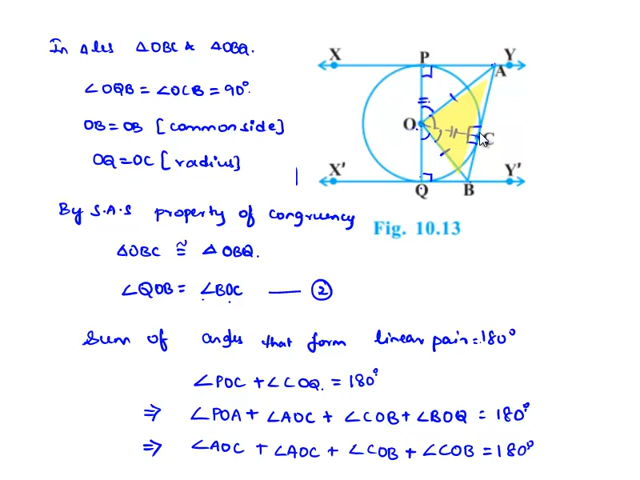 In Δles ΔOBC & ΔOBQ.
∠OQB = ∠OCB = 90°.
OB = OB [common side]
OQ = OC [radius]
By S.A.S property of congruency
ΔOBC ≅ ΔOBQ.
∠QOB = ∠BOC —— ②
Sum of angles that form linear pair = 180°
∠POC + ∠COQ = 180°
⇒ ∠POA + ∠AOC + ∠COB + ∠BOQ = 180°
⇒ ∠AOC + ∠AOC + ∠COB + ∠COB = 180°
X P Y
A
O
C
X' Q B Y'
Fig. 10.13